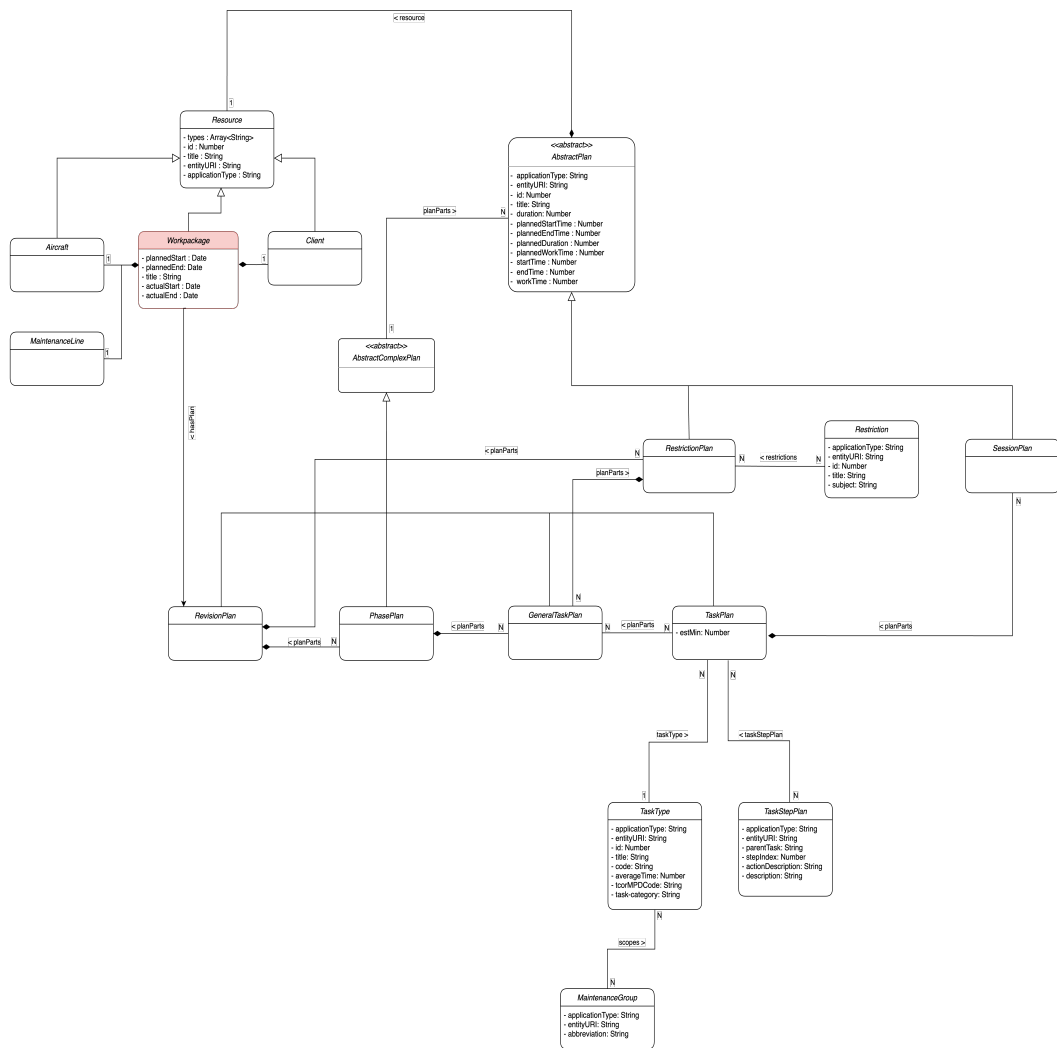 < resource
1
Resource
- types : Array<String>
- id : Number
- title : String
- entityURI : String
- applicationType : String
<<abstract>>
AbstractPlan
- applicationType: String
- entityURI: String
- id: Number
- title: String
- duration: Number
- plannedStartTime : Number
- plannedEndTime : Number
- plannedDuration : Number
- plannedWorkTime : Number
- startTime : Number
- endTime : Number
- workTime : Number
planParts >
N
1
Aircraft
1
Workpackage
- plannedStart : Date
- plannedEnd: Date
- title : String
- actualStart : Date
- actualEnd : Date
1
Client
MaintenanceLine
1
<<abstract>>
AbstractComplexPlan
< hasPlan
< planParts
N
planParts >
RestrictionPlan
N
< restrictions
N
Restriction
- applicationType: String
- entityURI: String
- id: Number
- title: String
- subject: String
SessionPlan
N
N
RevisionPlan
< planParts
N
PhasePlan
< planParts
N
GeneralTaskPlan
N
< planParts
N
TaskPlan
- estMin: Number
< planParts
N
N
taskType >
< taskStepPlan
1
N
TaskType
- applicationType: String
- entityURI: String
- id: Number
- title: String
- code: String
- averageTime: Number
- tcorMPDCode: String
- task-category: String
TaskStepPlan
- applicationType: String
- entityURI: String
- parentTask: String
- stepIndex: Number
- actionDescription: String
- description: String
N
scopes >
N
MaintenanceGroup
- applicationType: String
- entityURI: String
- abbreviation: String